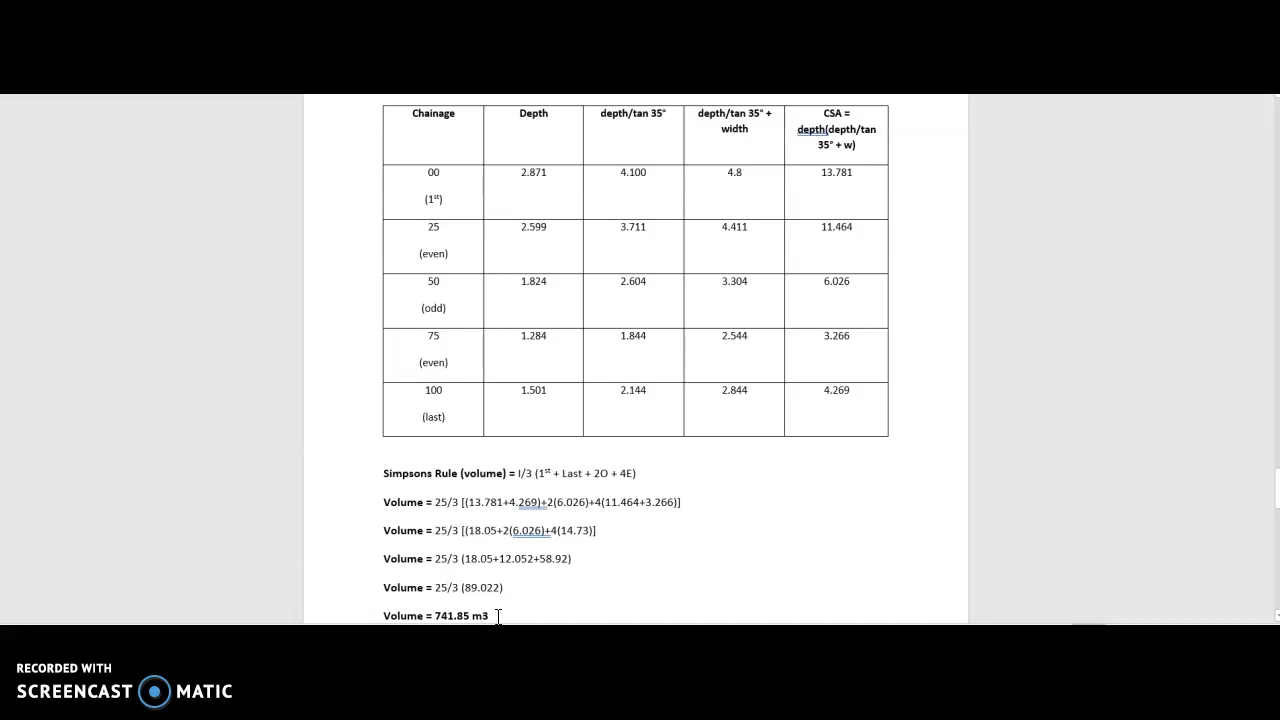 Chainage Depth depth/tan 35° depth/tan 35° + width CSA = depth(depth/tan 35° + w)
00 (1st) 2.871 4.100 4.8 13.781
25 (even) 2.599 3.711 4.411 11.464
50 (odd) 1.824 2.604 3.304 6.026
75 (even) 1.284 1.844 2.544 3.266
100 (last) 1.501 2.144 2.844 4.269
Simpsons Rule (volume) = I/3 (1st + Last + 2O + 4E)
Volume = 25/3 [(13.781+4.269)+2(6.026)+4(11.464+3.266)]
Volume = 25/3 [(18.05+2(6.026)+4(14.73)]
Volume = 25/3 (18.05+12.052+58.92)
Volume = 25/3 (89.022)
Volume = 741.85 m3
RECORDED WITH
SCREENCAST MATIC